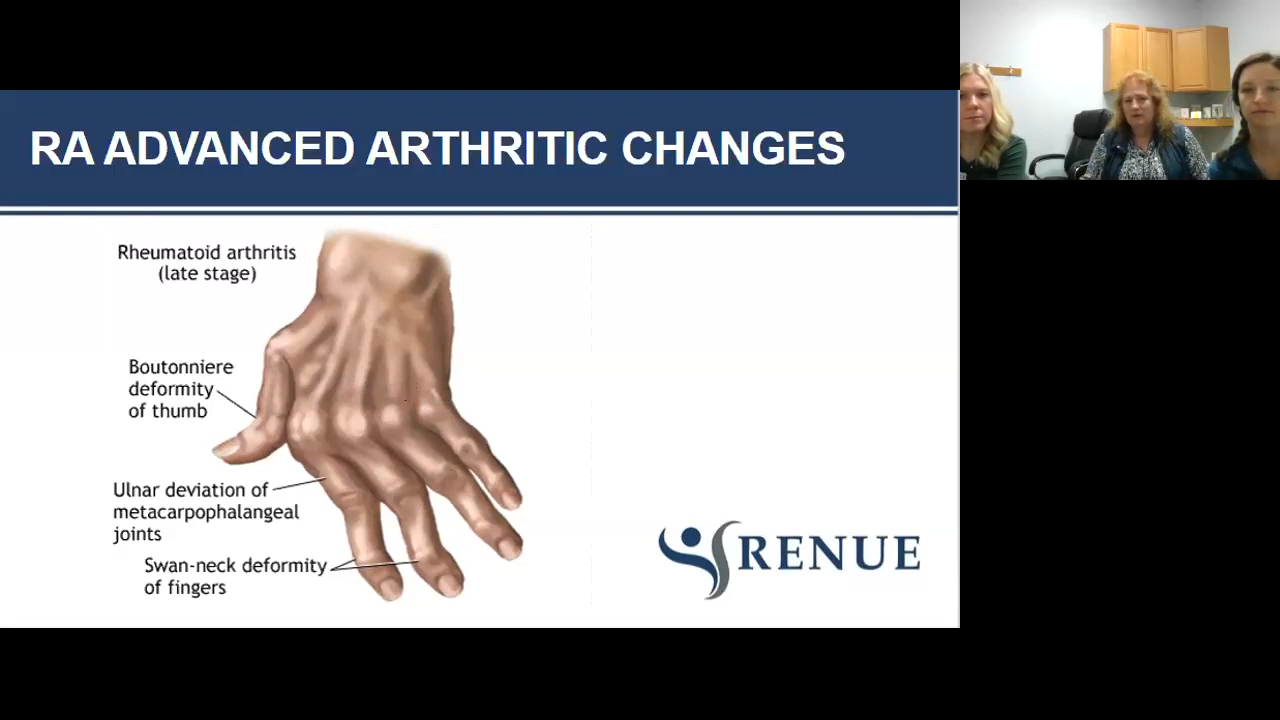 RA ADVANCED ARTHRITIC CHANGES
Rheumatoid arthritis
(late stage)
Boutonniere
deformity
of thumb
Ulnar deviation of
metacarpophalangeal
joints
Swan-neck deformity
of fingers
RENUE